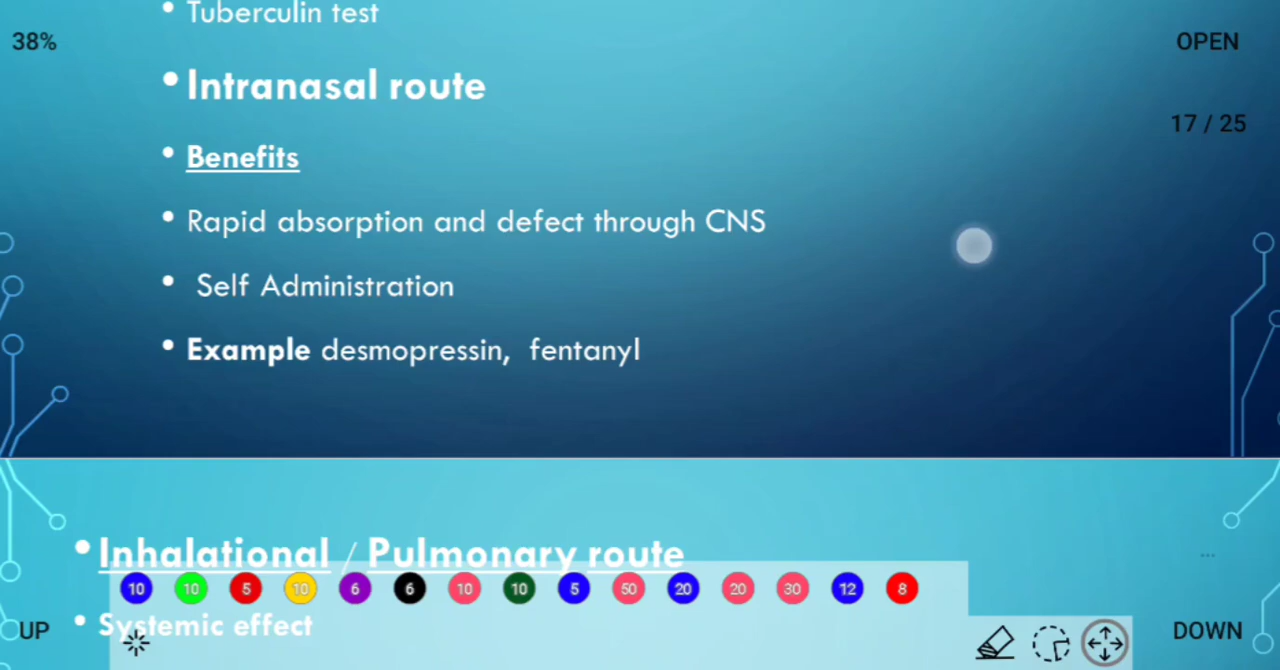 • Tuberculin test
38%
OPEN
• Intranasal route
17 / 25
• Benefits
• Rapid absorption and defect through CNS
• Self Administration
• Example desmopressin, fentanyl
• Inhalational / Pulmonary route
...
10 10 5 10 6 6 10 10 5 50 20 20 30 12 8
UP
• Systemic effect
DOWN